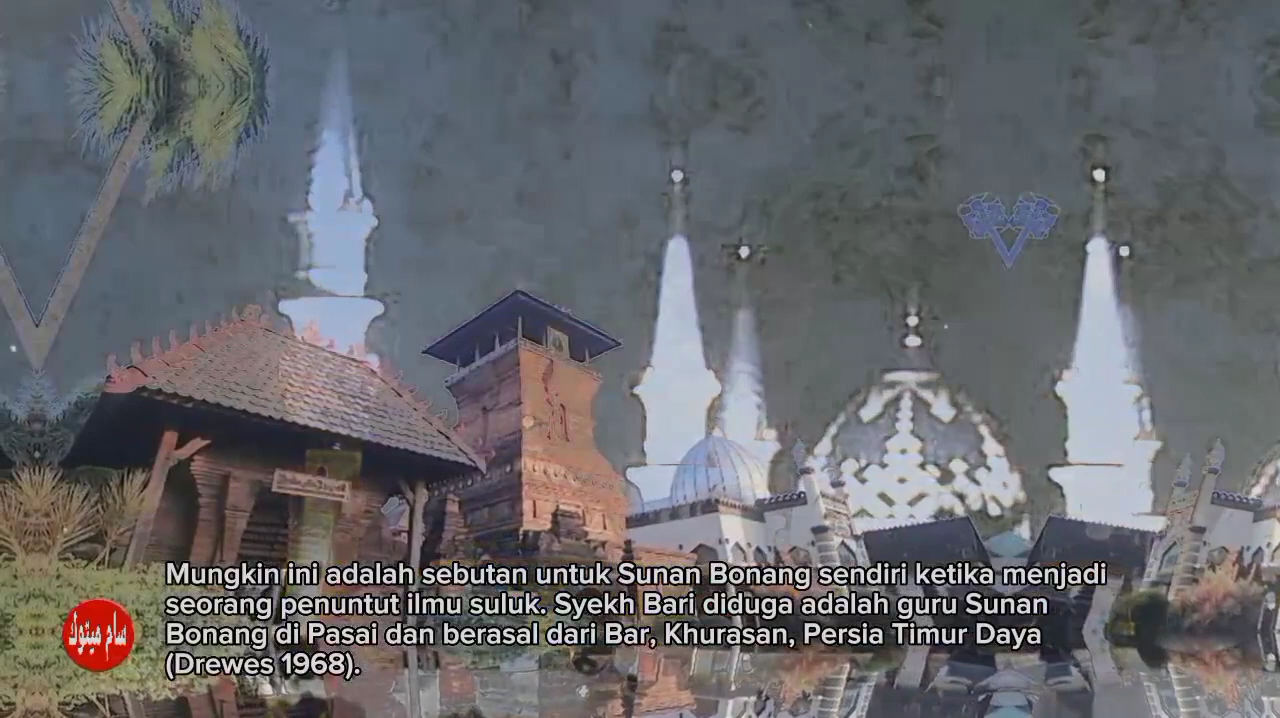 Mungkin ini adalah sebutan untuk Sunan Bonang sendiri ketika menjadi
seorang penuntut ilmu suluk. Syekh Bari diduga adalah guru Sunan
Bonang di Pasai dan berasal dari Bar, Khurasan, Persia Timur Daya
(Drewes 1968).
سام ميتوك